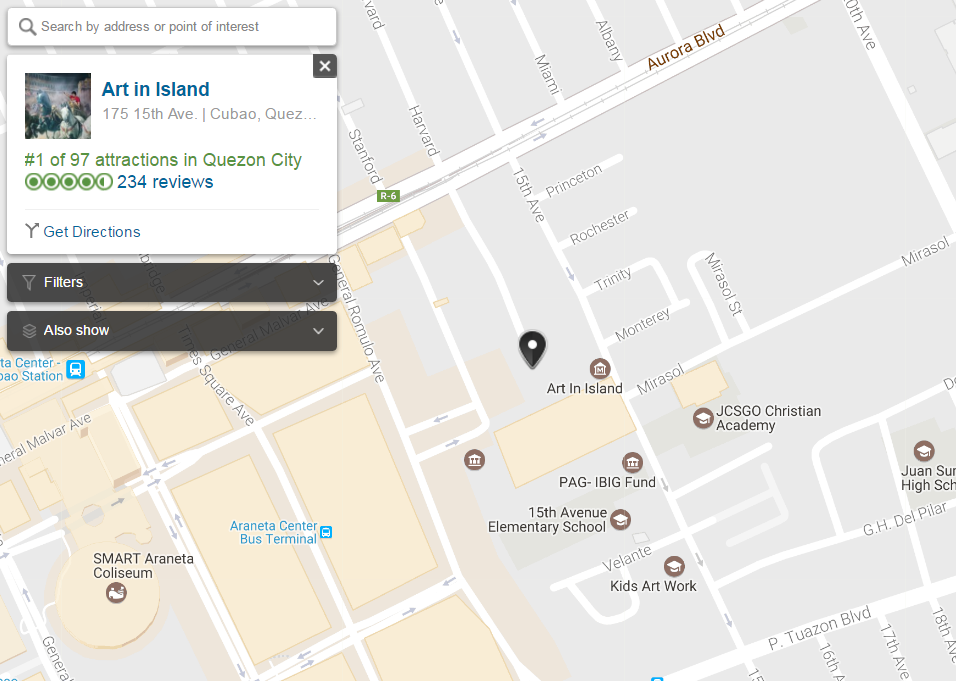 Search by address or point of interest
Art in Island
175 15th Ave. | Cubao, Quez...
#1 of 97 attractions in Quezon City
234 reviews
Get Directions
Filters
Also show
Aurora Blvd
Albany
Miami
Harvard
Stanford
R-6
15th Ave
Princeton
Rochester
Trinity
Monterey
Mirasol St
Mirasol
Mirasol
General Romulo Ave
General Malvar Ave
Times Square Ave
ta Center -
bao Station
neral Malvar Ave
Art In Island
JCSGO Christian
Academy
Juan Sum
High Sch
PAG- IBIG Fund
15th Avenue
Elementary School
Araneta Center
Bus Terminal
SMART Araneta
Coliseum
Velante
Kids Art Work
G.H. Del Pilar
P. Tuazon Blvd
16th Ave
17th Ave
18th Ave
General